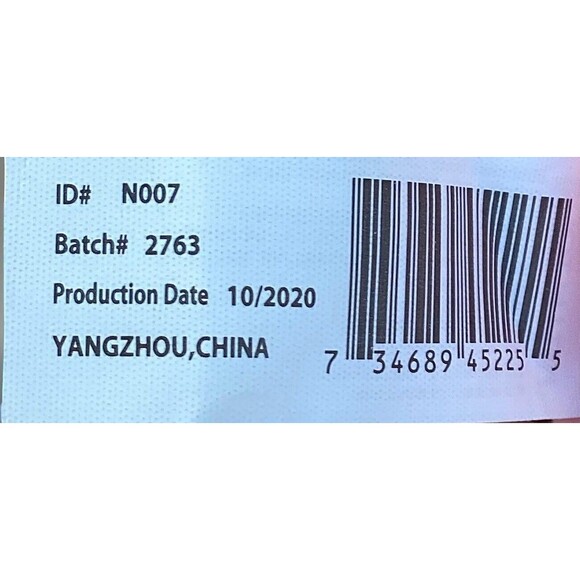 ID# N007
Batch# 2763
Production Date 10/2020
YANGZHOU,CHINA
7 34689 45225 5